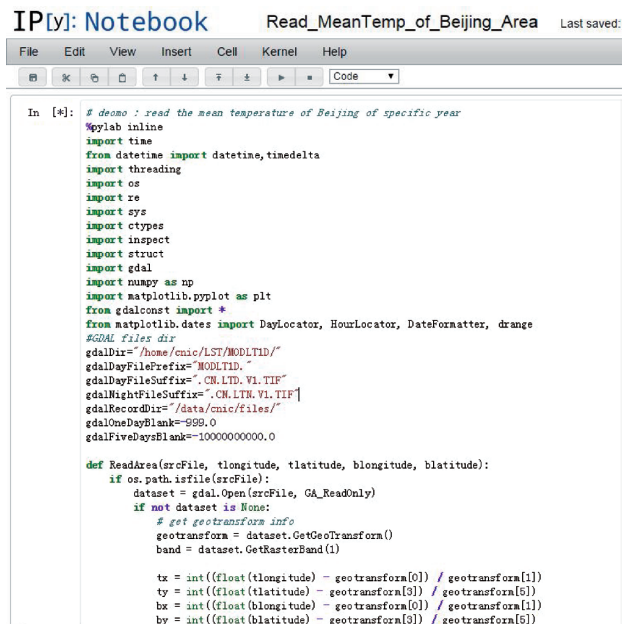 IP[y]: Notebook Read_MeanTemp_of_Beijing_Area Last saved:
File Edit View Insert Cell Kernel Help
Code
In [*]: # deomo : read the mean temperature of Beijing of specific year
%pylab inline
import time
from datetime import datetime,timedelta
import threading
import os
import re
import sys
import ctypes
import inspect
import struct
import gdal
import numpy as np
import matplotlib.pyplot as plt
from gdalconst import *
from matplotlib.dates import DayLocator, HourLocator, DateFormatter, drange
#GDAL files dir
gdalDir="/home/cnic/LST/MODLT1D/"
gdalDayFilePrefix="MODLT1D."
gdalDayFileSuffix=".CN.LTD.V1.TIF"
gdalNightFileSuffix=".CN.LTN.V1.TIF"
gdalRecordDir="/data/cnic/files/"
gdalOneDayBlank=-999.0
gdalFiveDaysBlank=-10000000000.0
def ReadArea(srcFile, tlongitude, tlatitude, blongitude, blatitude):
if os.path.isfile(srcFile):
dataset = gdal.Open(srcFile, GA_ReadOnly)
if not dataset is None:
# get geotransform info
geotransform = dataset.GetGeoTransform()
band = dataset.GetRasterBand(1)
tx = int((float(tlongitude) - geotransform[0]) / geotransform[1])
ty = int((float(tlatitude) - geotransform[3]) / geotransform[5])
bx = int((float(blongitude) - geotransform[0]) / geotransform[1])
by = int((float(blatitude) - geotransform[3]) / geotransform[5])